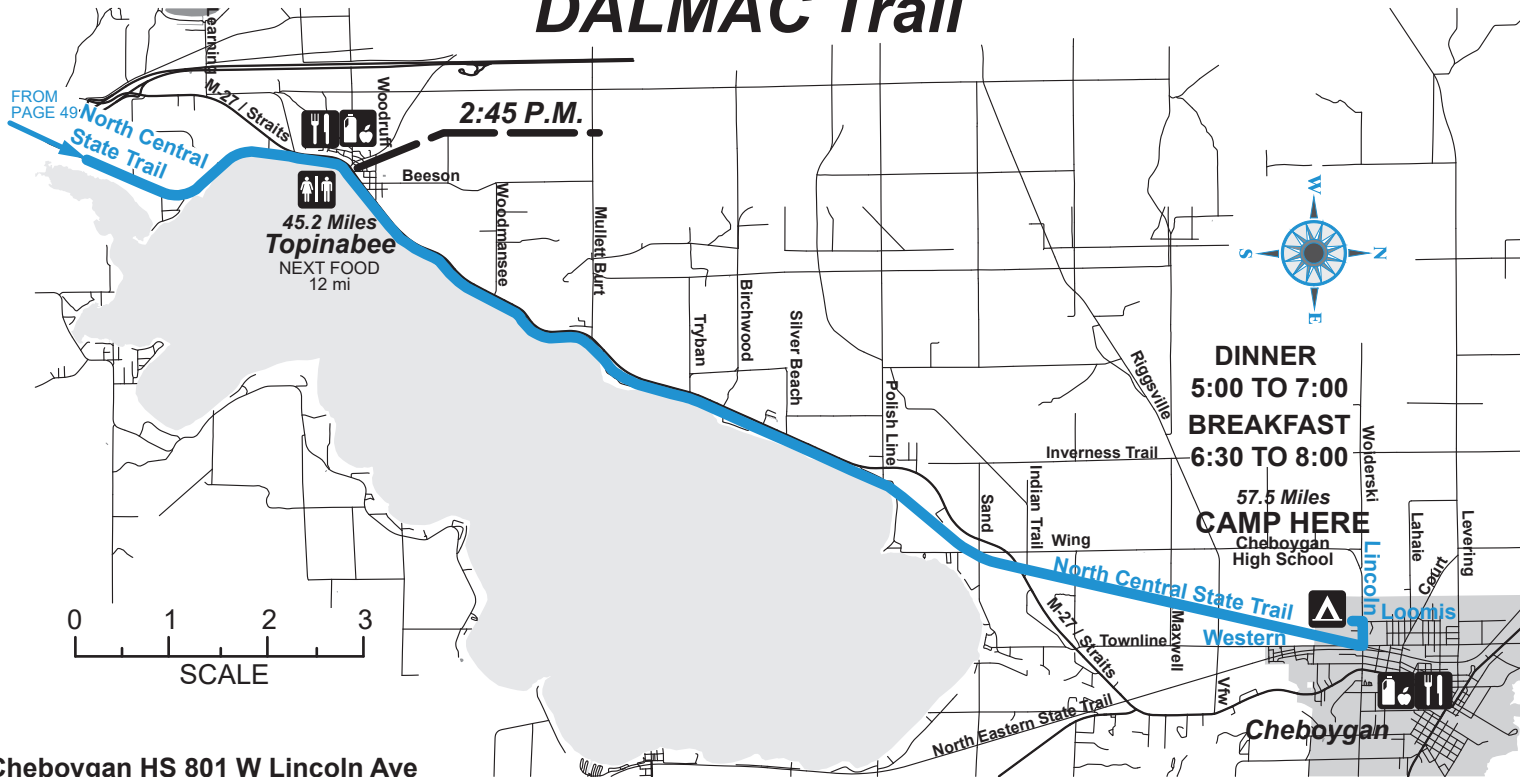 DALMAC Trail
Learning
FROM
PAGE 49
North Central
State Trail
M-27 / Straits
Woodruff
2:45 P.M.
Beeson
45.2 Miles
Topinabee
NEXT FOOD
12 mi
Woodmansee
Mullett Burt
Tryban
Birchwood
Silver Beach
Polish Line
Riggsville
W
S
N
E
DINNER
5:00 TO 7:00
BREAKFAST
6:30 TO 8:00
Inverness Trail
Woiderski
57.5 Miles
CAMP HERE
Cheboygan
High School
Sand
Indian Trail
Wing
Lincoln
Lahaie
Court
Levering
North Central State Trail
Loomis
M-27 / Straits
Townline
Maxwell
Western
Vfw
North Eastern State Trail
Cheboygan
0 1 2 3
SCALE
Cheboygan HS 801 W Lincoln Ave